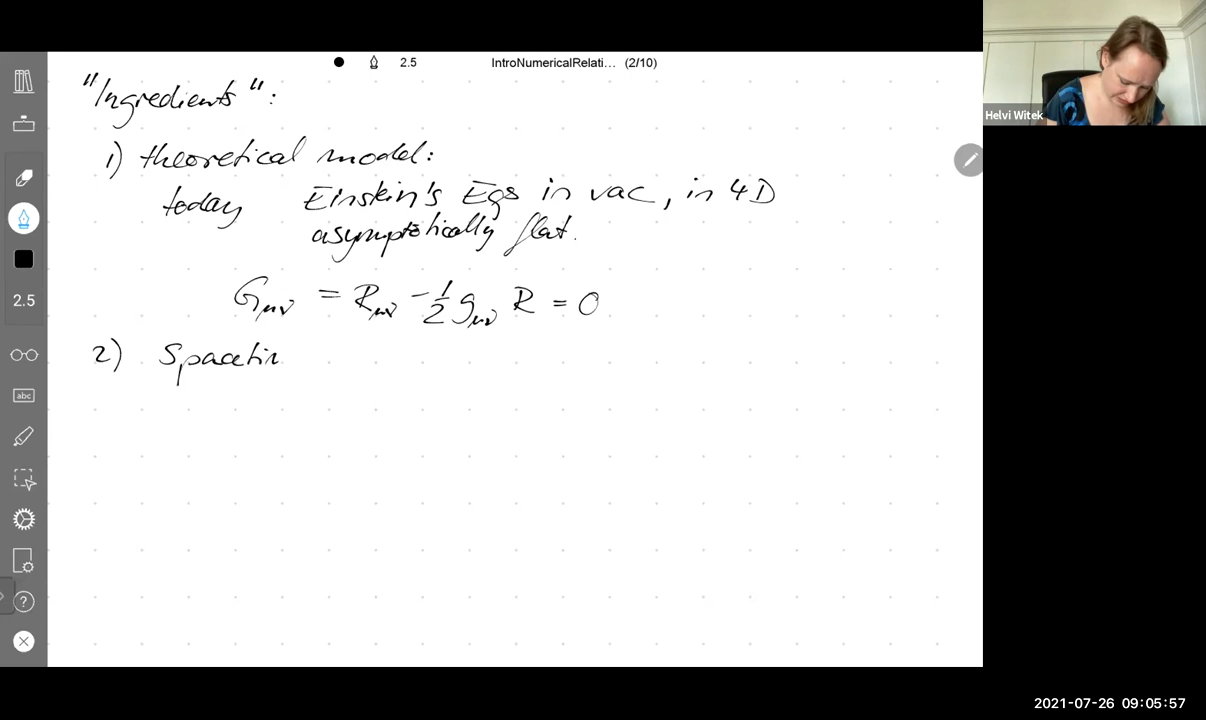 2.5 IntroNumericalRelati... (2/10)
"Ingredients":
1) theoretical model:
today Einstein's Eqs in vac, in 4D
asymptotically flat.
Gμν = Rμν - 1/2 gμν R = 0
2) Spacetim
2.5
abc
?
Helvi Witek
2021-07-26 09:05:57